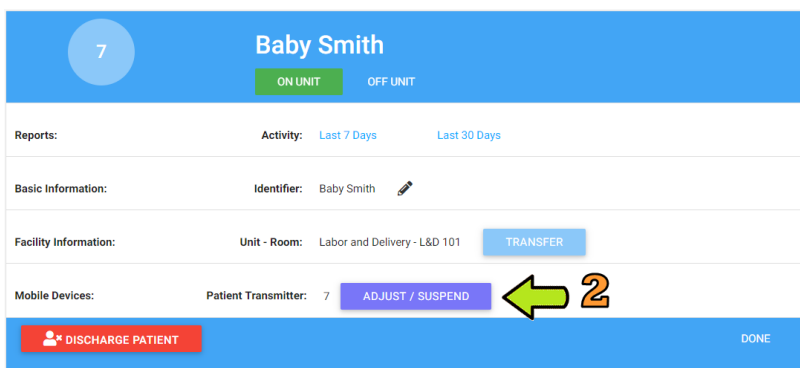 7
Baby Smith
ON UNIT OFF UNIT
Reports: Activity: Last 7 Days Last 30 Days
Basic Information: Identifier: Baby Smith
Facility Information: Unit - Room: Labor and Delivery - L&D 101 TRANSFER
Mobile Devices: Patient Transmitter: 7 ADJUST / SUSPEND 2
DISCHARGE PATIENT DONE